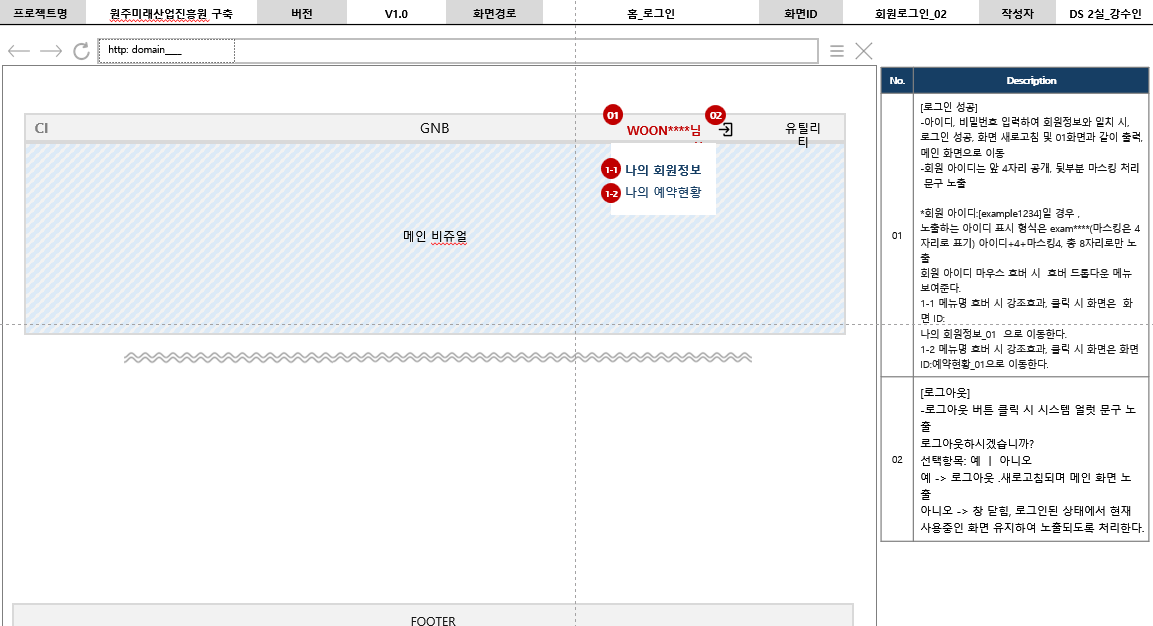 프로젝트명 원주미래산업진흥원 구축 버전 V1.0 화면경로 홈_로그인 화면ID 회원로그인_02 작성자 DS 2실_강수인
http: domain____
CI
GNB
01
WOON****님
02
유틸리
티
1-1 나의 회원정보
1-2 나의 예약현황
메인 비쥬얼
FOOTER
No. Description
01
[로그인 성공]
-아이디, 비밀번호 입력하여 회원정보와 일치 시,
로그인 성공, 화면 새로고침 및 01화면과 같이 출력,
메인 화면으로 이동
-회원 아이디는 앞 4자리 공개, 뒷부분 마스킹 처리
문구 노출
*회원 아이디:[example1234]일 경우 ,
노출하는 아이디 표시 형식은 exam****(마스킹은 4
자리로 표기) 아이디+4+마스킹4, 총 8자리로만 노
출
회원 아이디 마우스 호버 시 호버 드롭다운 메뉴
보여준다.
1-1 메뉴명 호버 시 강조효과, 클릭 시 화면은 화
면 ID:
나의 회원정보_01 으로 이동한다.
1-2 메뉴명 호버 시 강조효과, 클릭 시 화면은 화면
ID:예약현황_01으로 이동한다.
02
[로그아웃]
-로그아웃 버튼 클릭 시 시스템 얼럿 문구 노
출
로그아웃하시겠습니까?
선택항목: 예 ㅣ 아니오
예 -> 로그아웃 .새로고침되며 메인 화면 노
출
아니오 -> 창 닫힘, 로그인된 상태에서 현재
사용중인 화면 유지하여 노출되도록 처리한다.